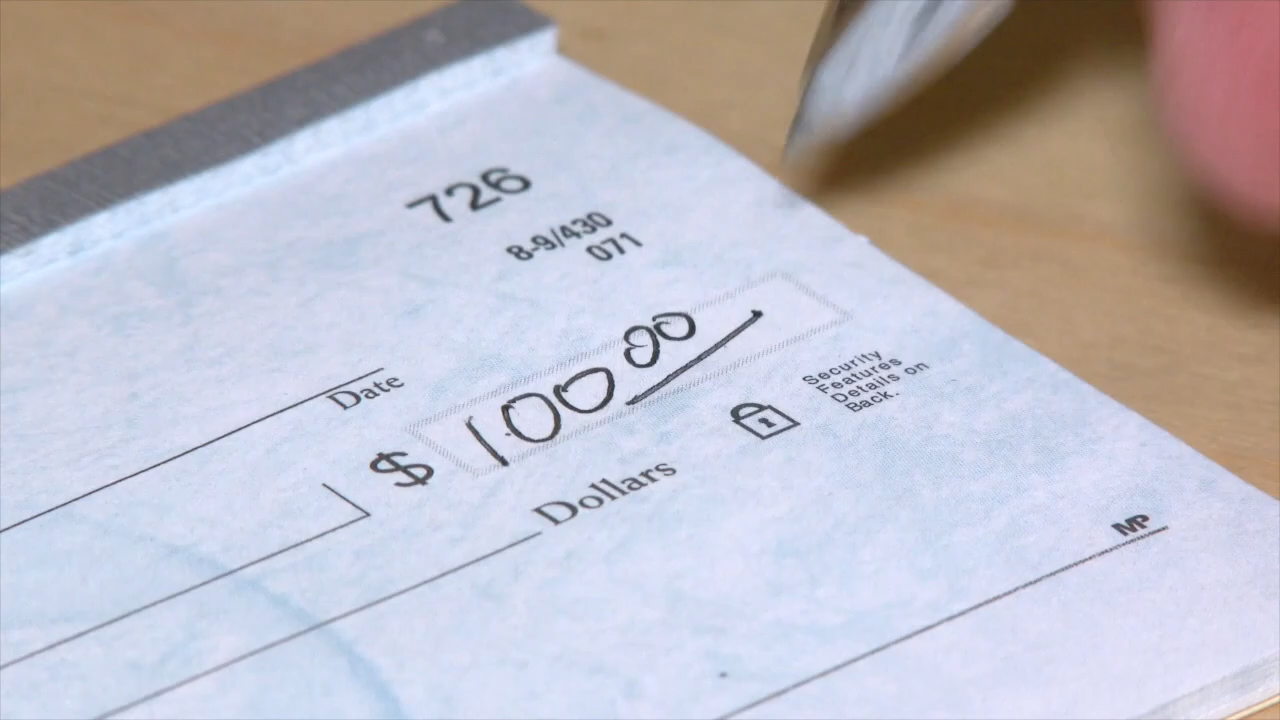 726
8-9/430
071
Date
$ 100 00
Security
Features
Details on
Back.
Dollars
MP